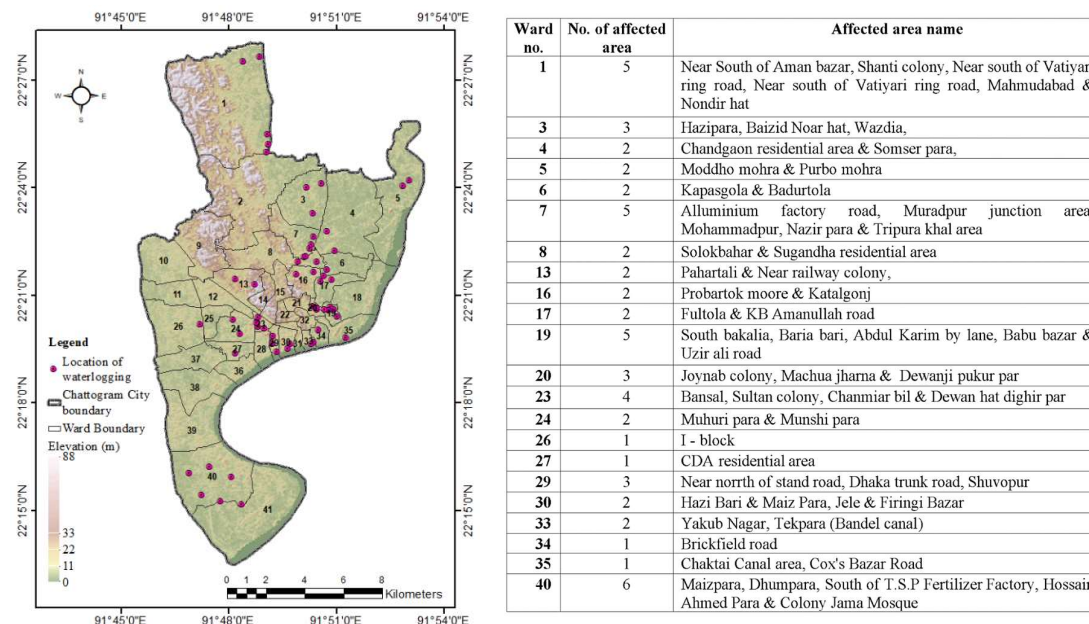 91°45'0"E 91°48'0"E 91°51'0"E 91°54'0"E
22°27'0"N 22°27'0"N
22°24'0"N 22°24'0"N
22°21'0"N 22°21'0"N
22°18'0"N 22°18'0"N
22°15'0"N 22°15'0"N
N
W E
S
1
2
3
4
5
9
7
8
6
10
11
12
13
14
15
16
17
18
21
22
32
26
25
24
34
35
27
28
29
30
31
33
37
36
38
39
40
41
Legend
Location of
waterlogging
Chattogram City
boundary
Ward Boundary
Elevation (m)
88
33
22
11
0
0 1 2 4 6 8
Kilometers
91°45'0"E 91°48'0"E 91°51'0"E 91°54'0"E
Ward no. No. of affected area Affected area name
1 5 Near South of Aman bazar, Shanti colony, Near south of Vatiyari
ring road, Near south of Vatiyari ring road, Mahmudabad &
Nondir hat
3 3 Hazipara, Baizid Noar hat, Wazdia,
4 2 Chandgaon residential area & Somser para,
5 2 Moddho mohra & Purbo mohra
6 2 Kapasgola & Badurtola
7 5 Alluminium factory road, Muradpur junction area
Mohammadpur, Nazir para & Tripura khal area
8 2 Solokbahar & Sugandha residential area
13 2 Pahartali & Near railway colony,
16 2 Probartok moore & Katalgonj
17 2 Fultola & KB Amanullah road
19 5 South bakalia, Baria bari, Abdul Karim by lane, Babu bazar &
Uzir ali road
20 3 Joynab colony, Machua jharna & Dewanji pukur par
23 4 Bansal, Sultan colony, Chanmiar bil & Dewan hat dighir par
24 2 Muhuri para & Munshi para
26 1 I - block
27 1 CDA residential area
29 3 Near norrth of stand road, Dhaka trunk road, Shuvopur
30 2 Hazi Bari & Maiz Para, Jele & Firingi Bazar
33 2 Yakub Nagar, Tekpara (Bandel canal)
34 1 Brickfield road
35 1 Chaktai Canal area, Cox's Bazar Road
40 6 Maizpara, Dhumpara, South of T.S.P Fertilizer Factory, Hossain
Ahmed Para & Colony Jama Mosque